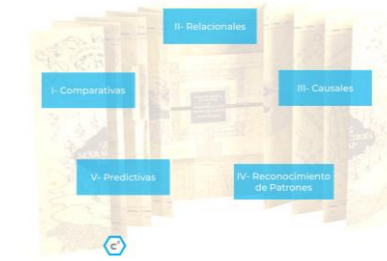 II- Relacionales
I- Comparativas
III- Causales
V- Predictivas
IV- Reconocimiento
de Patrones